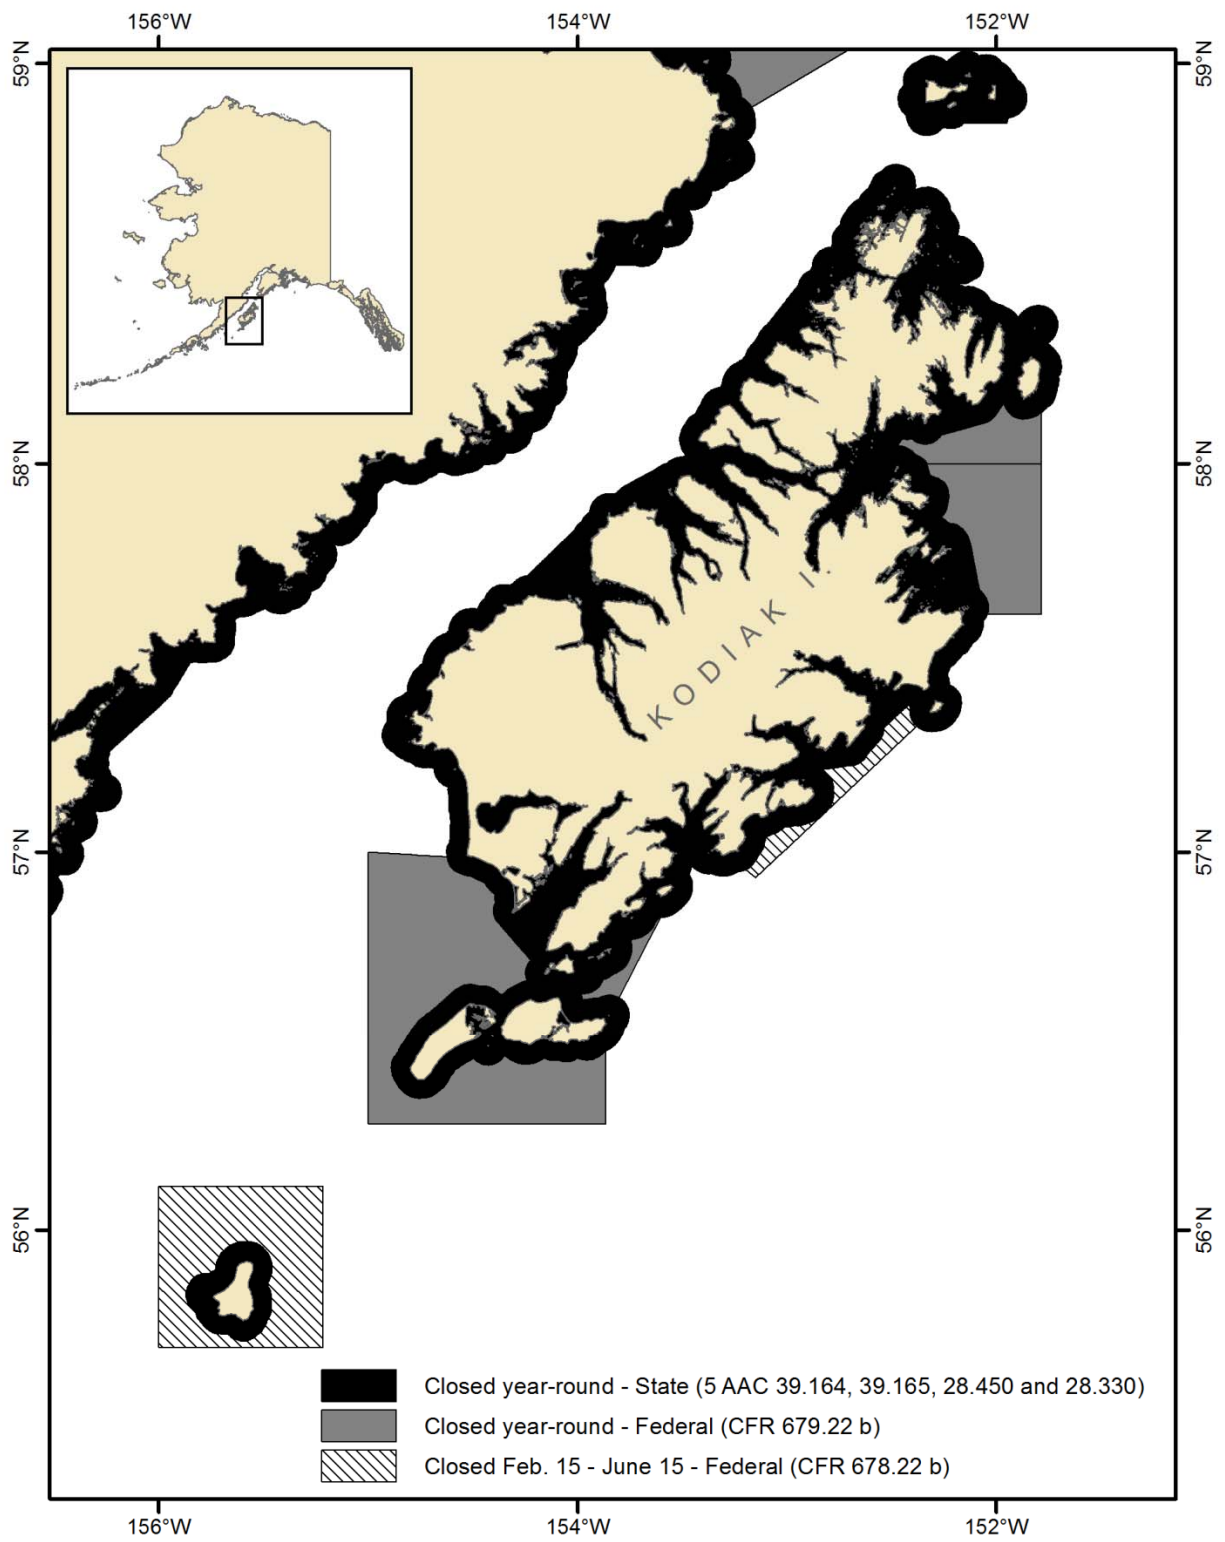 156°W 154°W 152°W
59°N 59°N
58°N 58°N
KODIAK I.
57°N 57°N
56°N 56°N
Closed year-round - State (5 AAC 39.164, 39.165, 28.450 and 28.330)
Closed year-round - Federal (CFR 679.22 b)
Closed Feb. 15 - June 15 - Federal (CFR 678.22 b)
156°W 154°W 152°W